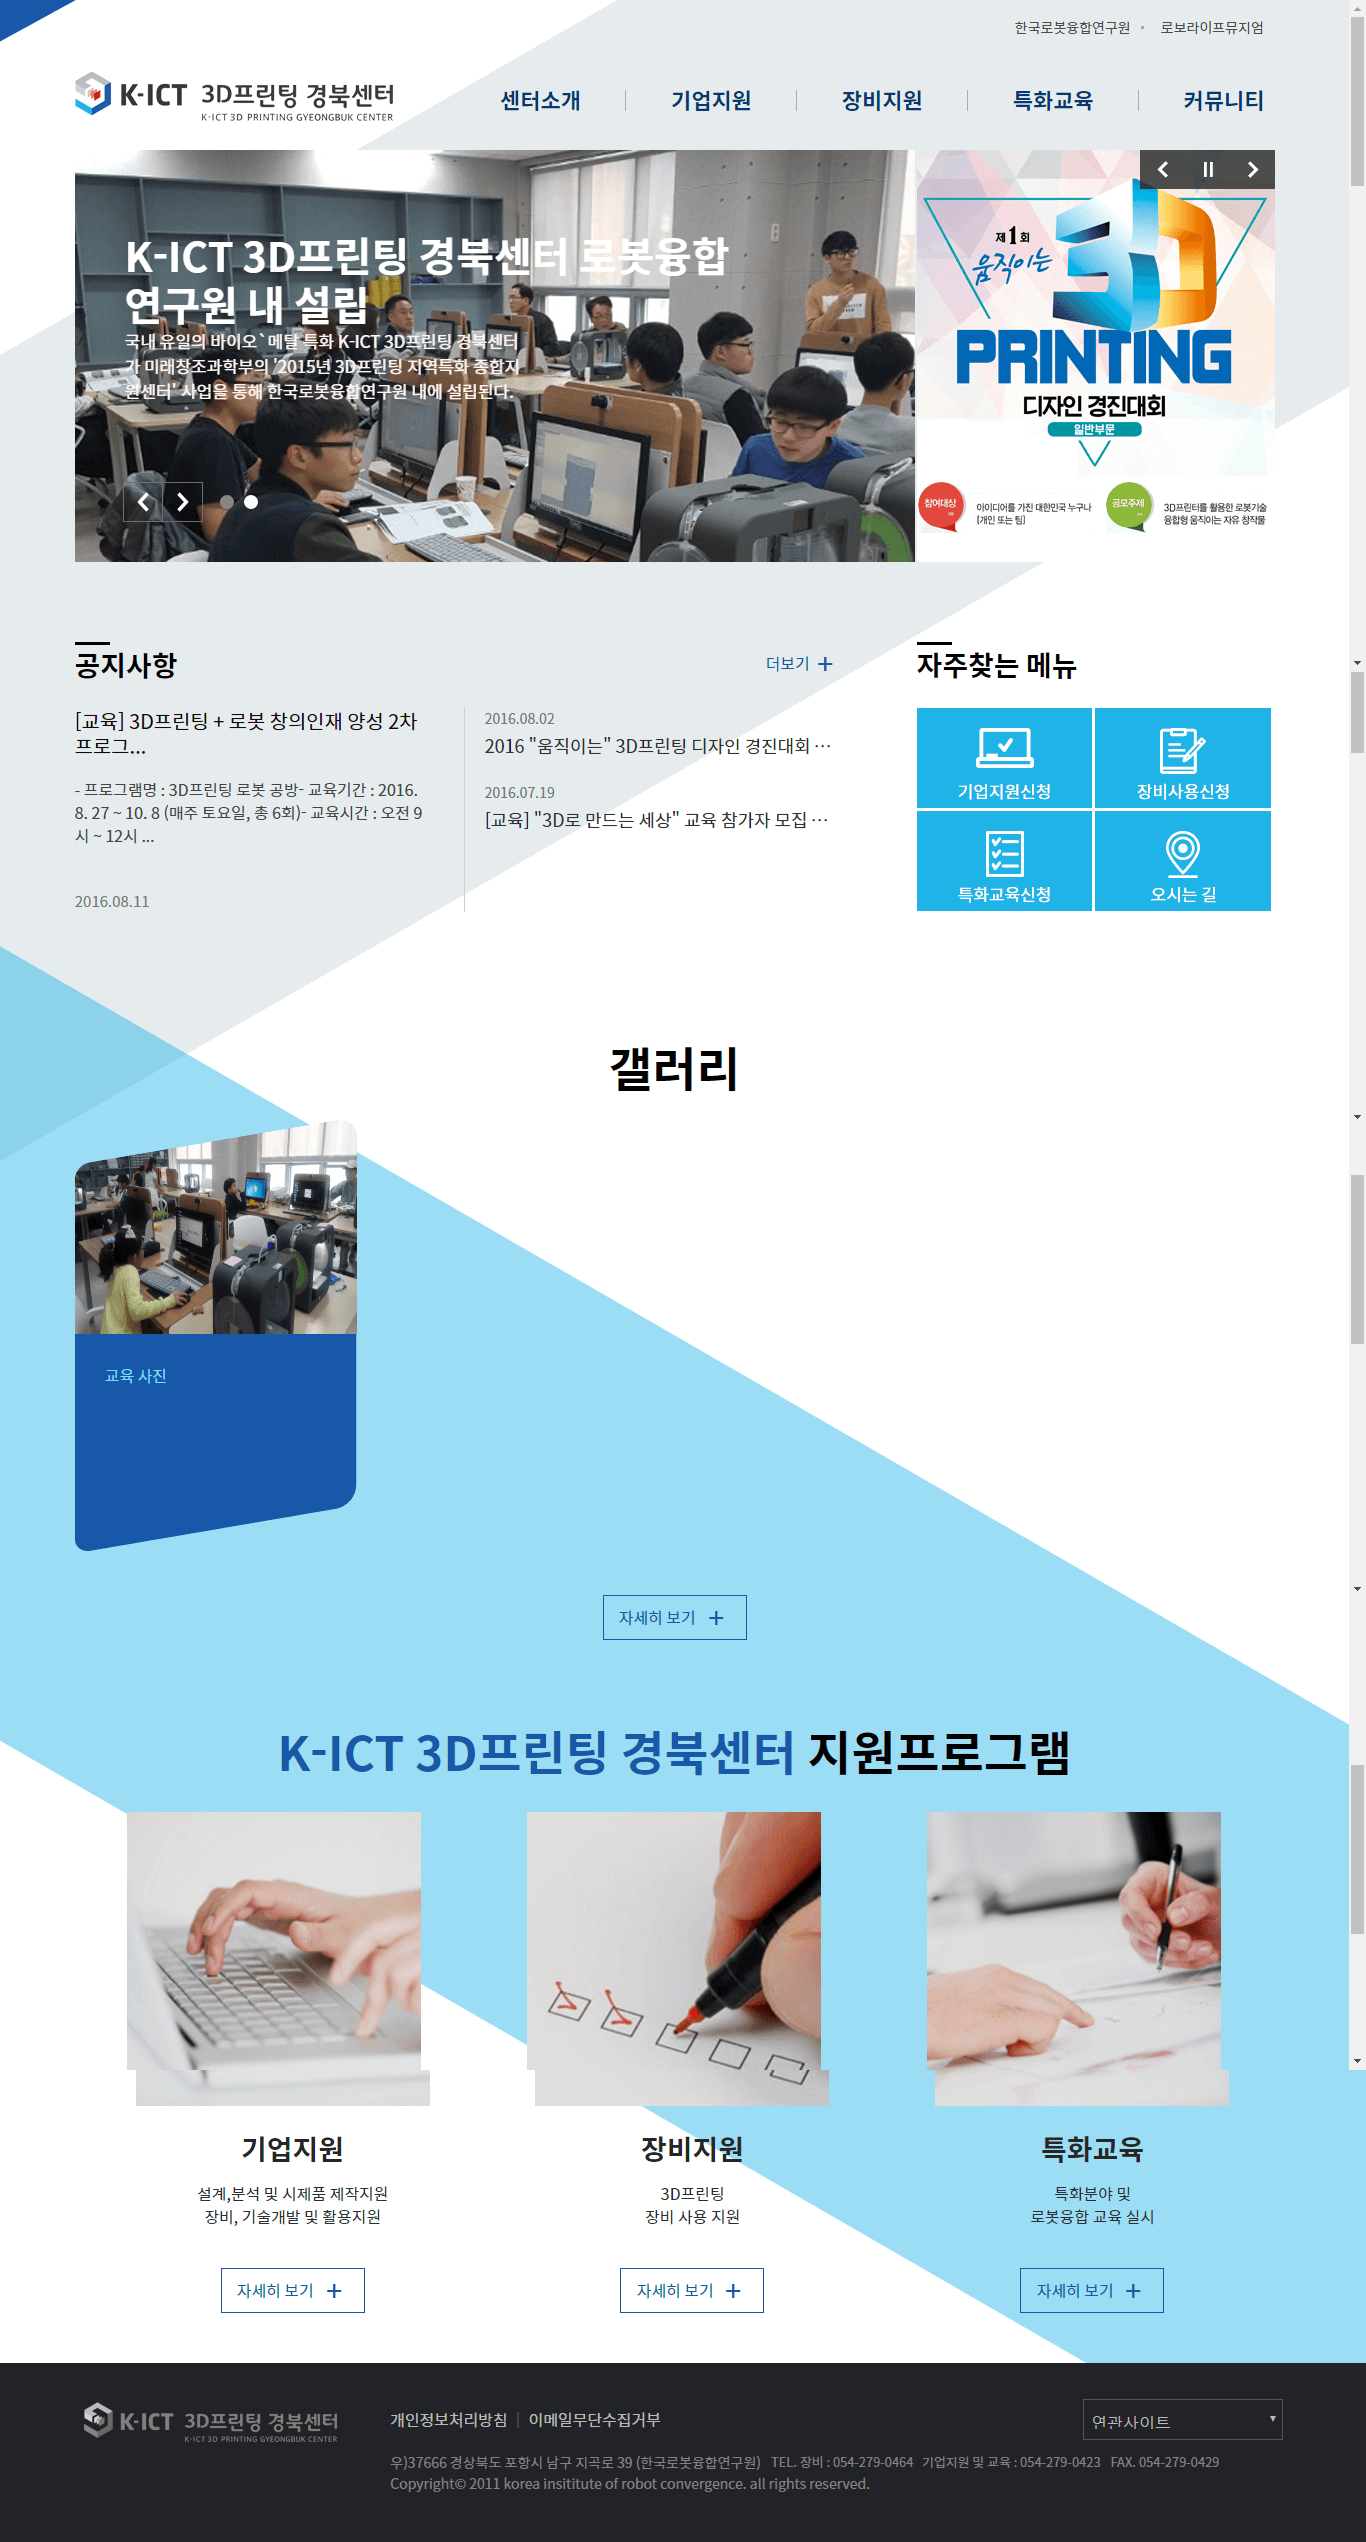 한국로봇융합연구원
로보라이프뮤지엄
K-ICT 3D프린팅 경북센터
K-ICT 3D PRINTING GYEONGBUK CENTER
센터소개
기업지원
장비지원
특화교육
커뮤니티
K-ICT 3D프린팅 경북센터 로봇융합
연구원 내 설립
국내 유일의 바이오`메탈 특화 K-ICT 3D프린팅 경북센터
가 미래창조과학부의 '2015년 3D프린팅 지역특화 종합지
원센터' 사업을 통해 한국로봇융합연구원 내에 설립된다.
제1회
움직이는
3D
PRINTING
디자인 경진대회
일반부문
참여대상
아이디어를 가진 대한민국 누구나
(개인 또는 팀)
공모주제
3D프린터를 활용한 로봇기술
융합형 움직이는 자유 창작물
공지사항
더보기 +
[교육] 3D프린팅 + 로봇 창의인재 양성 2차
프로그...
- 프로그램명 : 3D프린팅 로봇 공방- 교육기간 : 2016.
8. 27 ~ 10. 8 (매주 토요일, 총 6회)- 교육시간 : 오전 9
시 ~ 12시 ...
2016.08.11
2016.08.02
2016 "움직이는" 3D프린팅 디자인 경진대회 ...
2016.07.19
[교육] "3D로 만드는 세상" 교육 참가자 모집 ...
자주찾는 메뉴
기업지원신청
장비사용신청
특화교육신청
오시는 길
갤러리
교육 사진
자세히 보기 +
K-ICT 3D프린팅 경북센터 지원프로그램
기업지원
설계,분석 및 시제품 제작지원
장비, 기술개발 및 활용지원
자세히 보기 +
장비지원
3D프린팅
장비 사용 지원
자세히 보기 +
특화교육
특화분야 및
로봇융합 교육 실시
자세히 보기 +
K-ICT 3D프린팅 경북센터
K-ICT 3D PRINTING GYEONGBUK CENTER
개인정보처리방침 | 이메일무단수집거부
연관사이트
우)37666 경상북도 포항시 남구 지곡로 39 (한국로봇융합연구원) TEL. 장비 : 054-279-0464 기업지원 및 교육 : 054-279-0423 FAX. 054-279-0429
Copyright© 2011 korea insititute of robot convergence. all rights reserved.